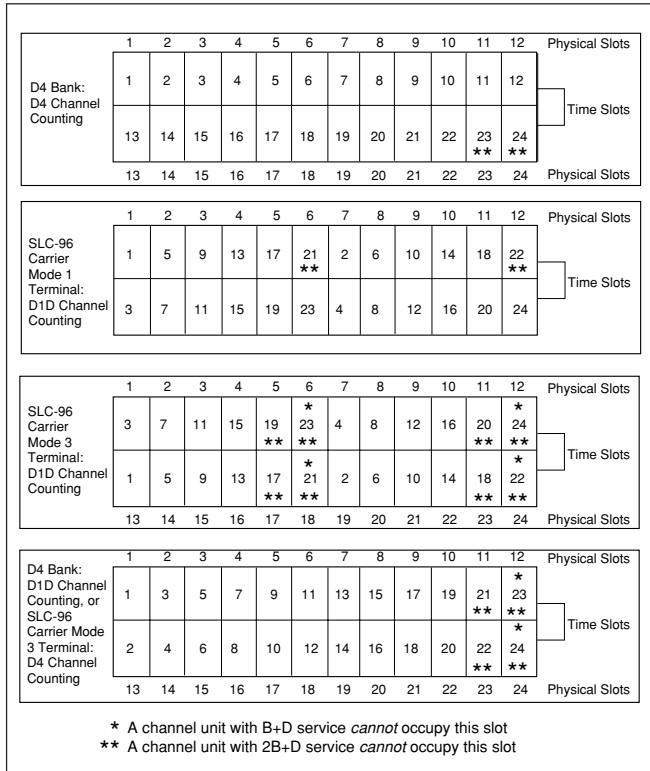 1 2 3 4 5 6 7 8 9 10 11 12 Physical Slots
D4 Bank:
D4 Channel
Counting
1 2 3 4 5 6 7 8 9 10 11 12
Time Slots
13 14 15 16 17 18 19 20 21 22 23 24
** **
13 14 15 16 17 18 19 20 21 22 23 24 Physical Slots
1 2 3 4 5 6 7 8 9 10 11 12 Physical Slots
SLC-96
Carrier
Mode 1
Terminal:
D1D Channel
Counting
1 5 9 13 17 21 2 6 10 14 18 22
** **
Time Slots
3 7 11 15 19 23 4 8 12 16 20 24
1 2 3 4 5 6 7 8 9 10 11 12 Physical Slots
SLC-96
Carrier
Mode 3
Terminal:
D1D Channel
Counting
* *
3 7 11 15 19 23 4 8 12 16 20 24
** ** ** **
Time Slots
* *
1 5 9 13 17 21 2 6 10 14 18 22
** ** ** **
13 14 15 16 17 18 19 20 21 22 23 24 Physical Slots
1 2 3 4 5 6 7 8 9 10 11 12 Physical Slots
D4 Bank:
D1D Channel
Counting, or
SLC-96
Carrier Mode
3 Terminal:
D4 Channel
Counting
*
1 3 5 7 9 11 13 15 17 19 21 23
** **
Time Slots
*
2 4 6 8 10 12 14 16 18 20 22 24
** **
13 14 15 16 17 18 19 20 21 22 23 24 Physical Slots
* A channel unit with B+D service cannot occupy this slot
** A channel unit with 2B+D service cannot occupy this slot